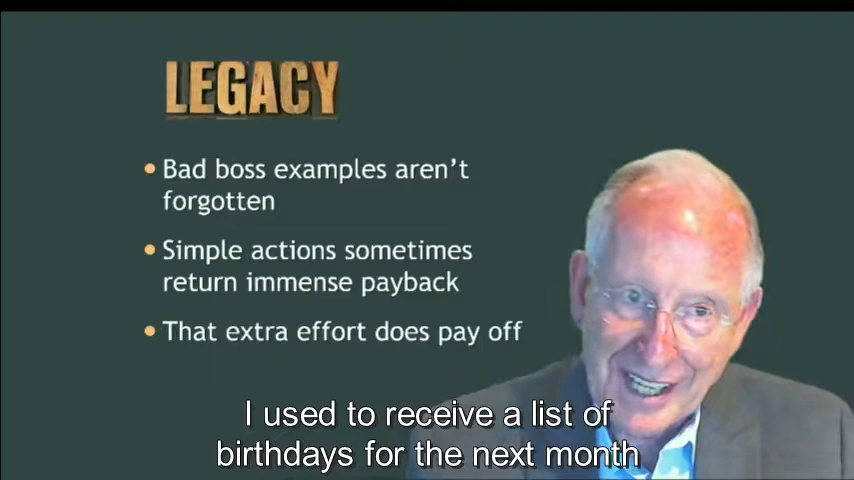 LEGACY
• Bad boss examples aren't
forgotten
• Simple actions sometimes
return immense payback
• That extra effort does pay off
I used to receive a list of
birthdays for the next month